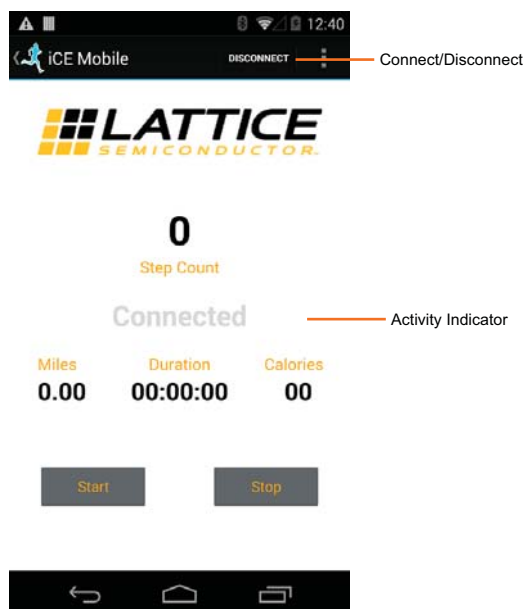 12:40
iCE Mobile
DISCONNECT
Connect/Disconnect
LATTICE
SEMICONDUCTOR.
0
Step Count
Connected
Activity Indicator
Miles Duration Calories
0.00 00:00:00 00
Start Stop